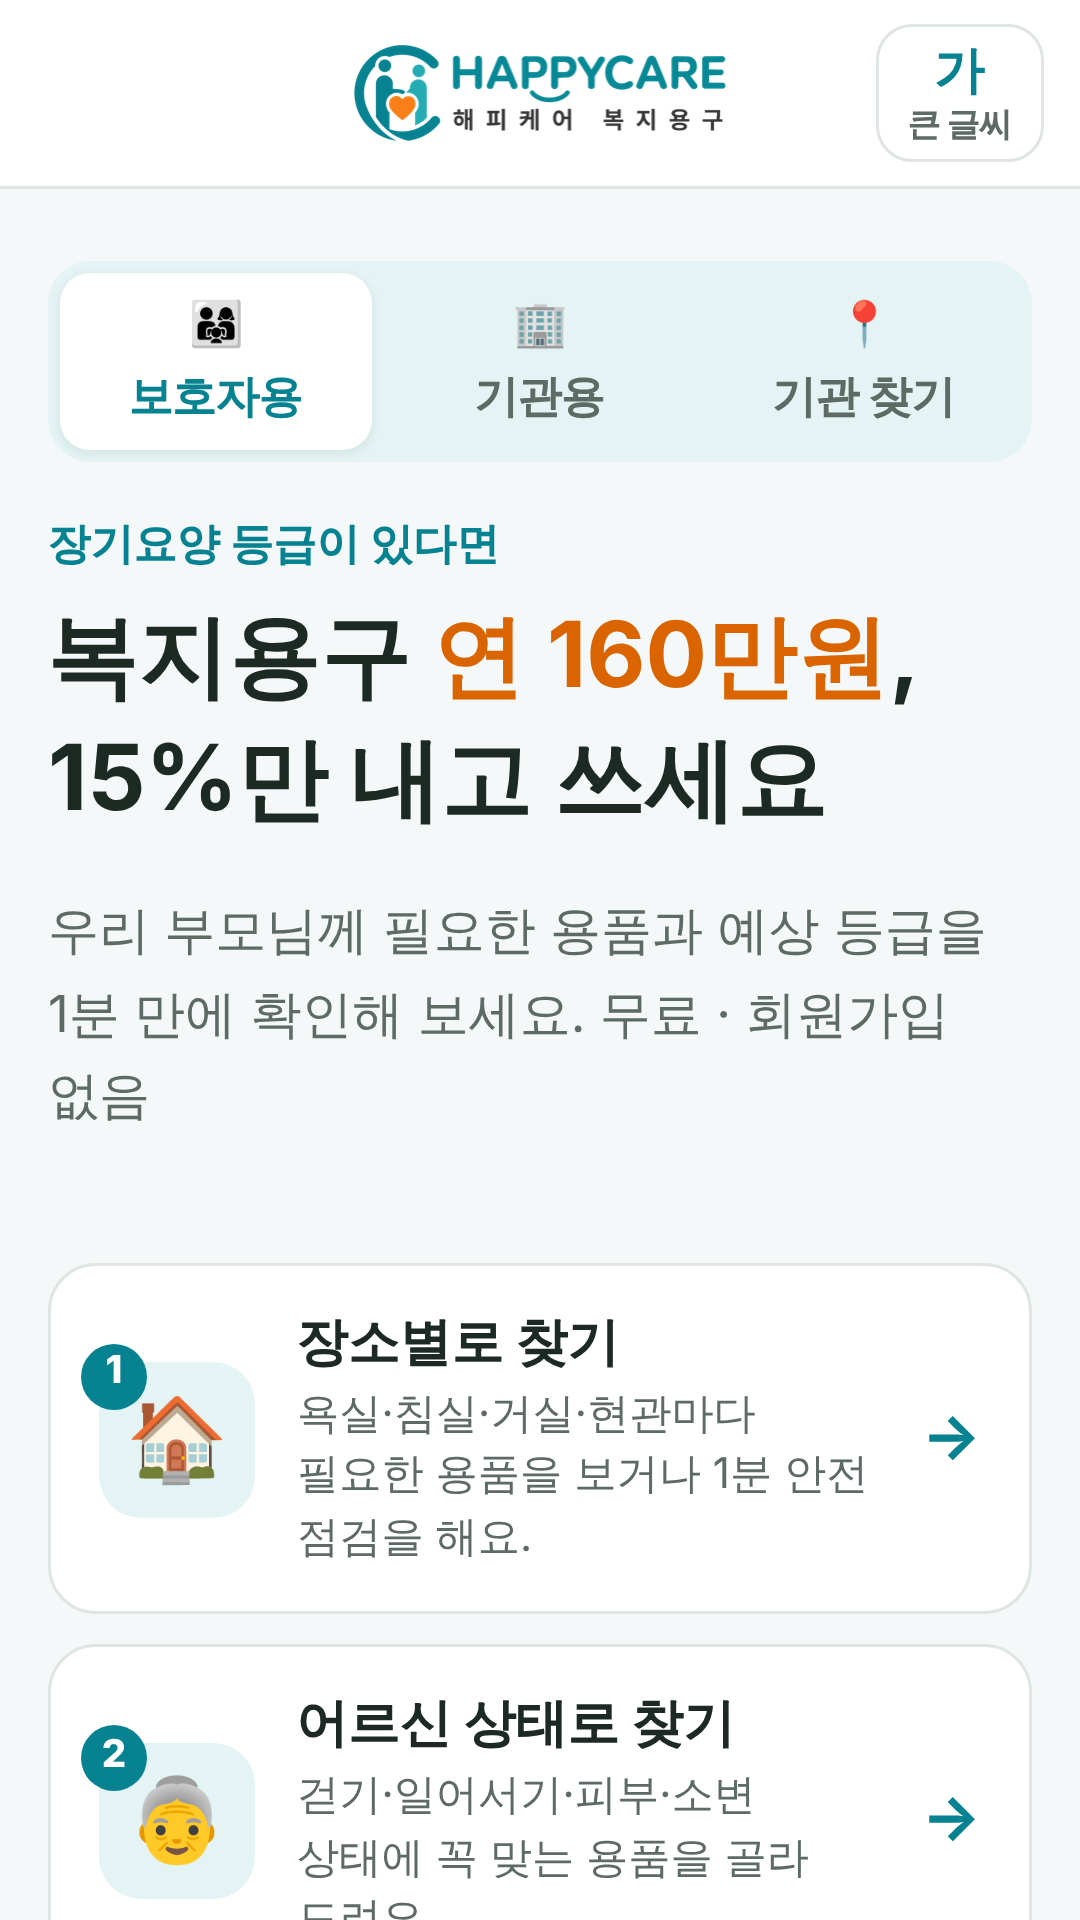 HAPPYCARE
해피케어 복지용구
가
큰 글씨
보호자용
기관용
기관 찾기
장기요양 등급이 있다면
복지용구 연 160만원,
15%만 내고 쓰세요
우리 부모님께 필요한 용품과 예상 등급을
1분 만에 확인해 보세요. 무료 · 회원가입
없음
1
장소별로 찾기
욕실·침실·거실·현관마다
필요한 용품을 보거나 1분 안전
점검을 해요.
2
어르신 상태로 찾기
걷기·일어서기·피부·소변
상태에 꼭 맞는 용품을 골라